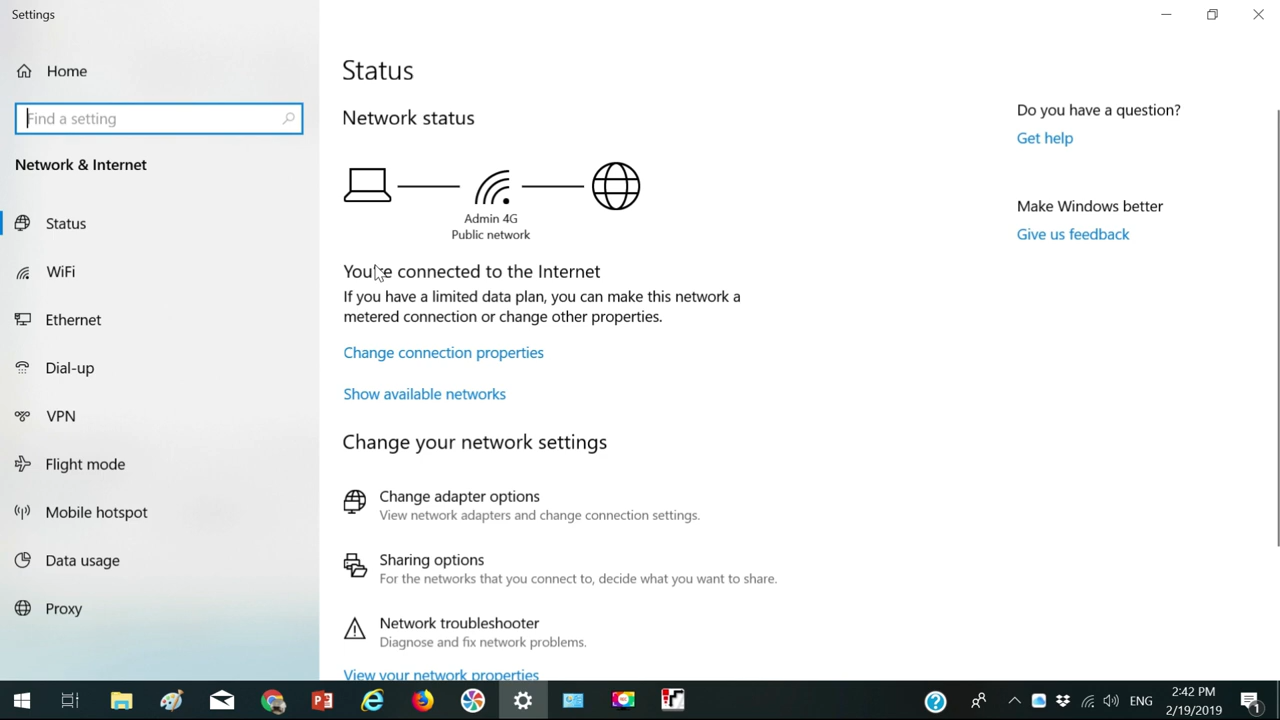 Settings
Home
Find a setting
Network & Internet
Status
WiFi
Ethernet
Dial-up
VPN
Flight mode
Mobile hotspot
Data usage
Proxy
Status
Network status
Admin 4G
Public network
You're connected to the Internet
If you have a limited data plan, you can make this network a
metered connection or change other properties.
Change connection properties
Show available networks
Change your network settings
Change adapter options
View network adapters and change connection settings.
Sharing options
For the networks that you connect to, decide what you want to share.
Network troubleshooter
Diagnose and fix network problems.
View your network properties
Do you have a question?
Get help
Make Windows better
Give us feedback
ENG
2:42 PM
2/19/2019
1